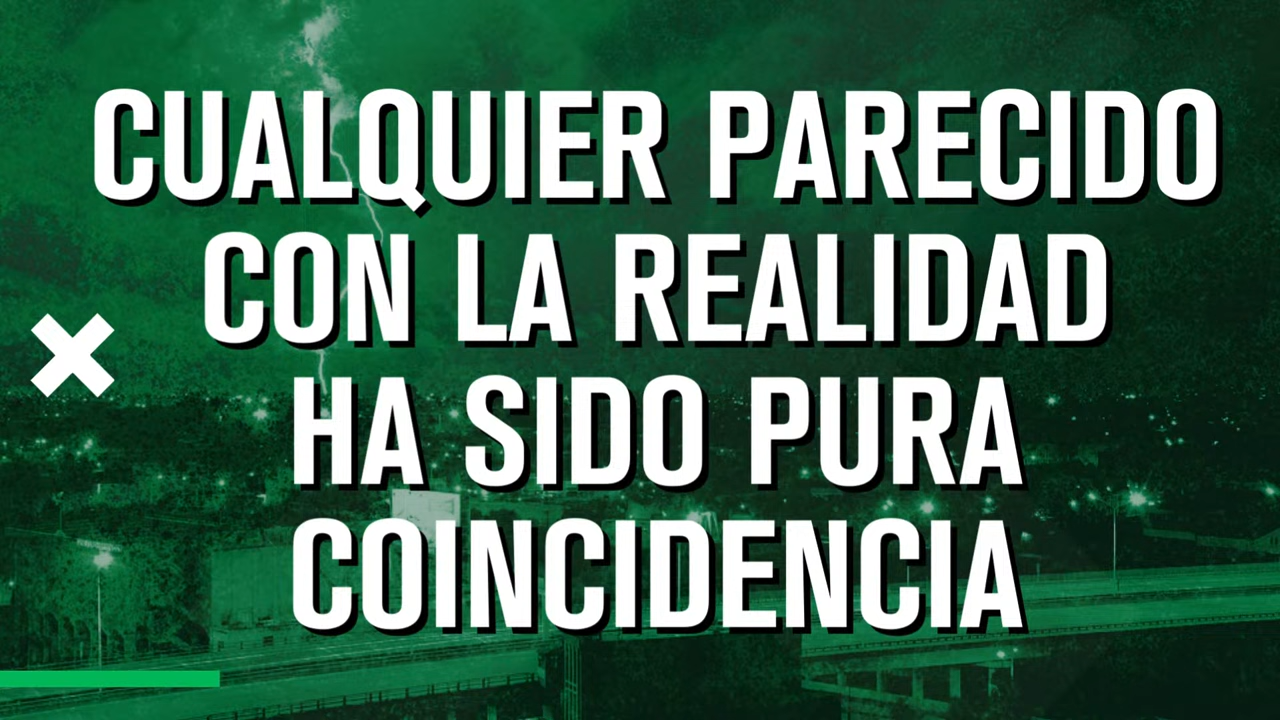 CUALQUIER PARECIDO
CON LA REALIDAD
HA SIDO PURA
COINCIDENCIA